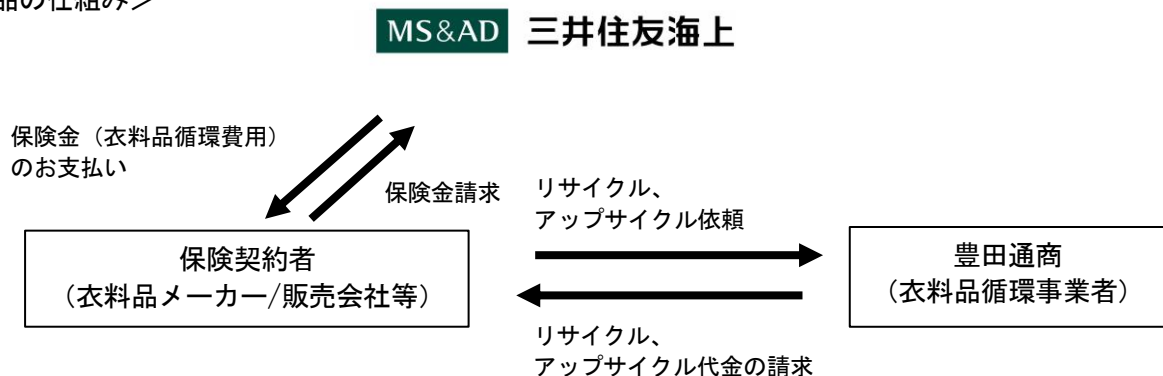 品の仕組み＞
MS&AD 三井住友海上
保険金（衣料品循環費用）
のお支払い
保険金請求
リサイクル、
アップサイクル依頼
保険契約者
（衣料品メーカー/販売会社等）
豊田通商
（衣料品循環事業者）
リサイクル、
アップサイクル代金の請求